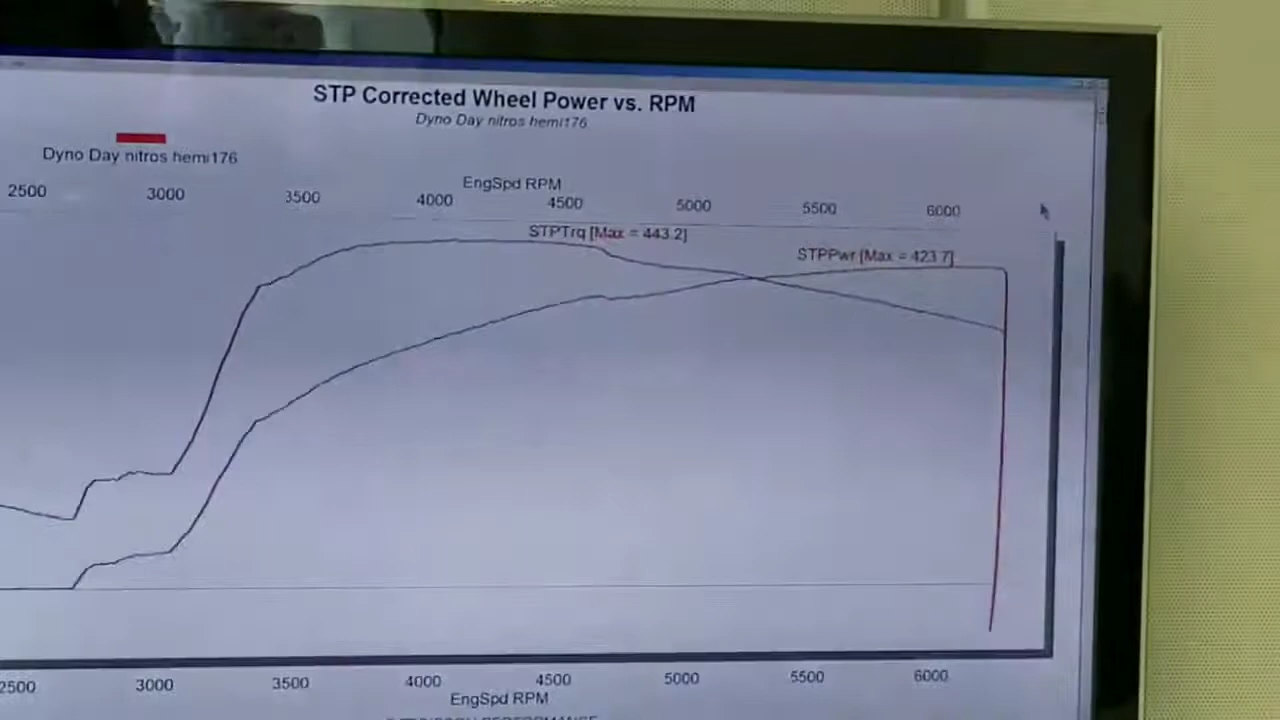 STP Corrected Wheel Power vs. RPM
Dyno Day nitros hemi176
Dyno Day nitros hemi176
EngSpd RPM
2500 3000 3500 4000 4500 5000 5500 6000
STPTrq [Max = 443.2]
STPPwr [Max = 423.7]
2500 3000 3500 4000 4500 5000 5500 6000
EngSpd RPM